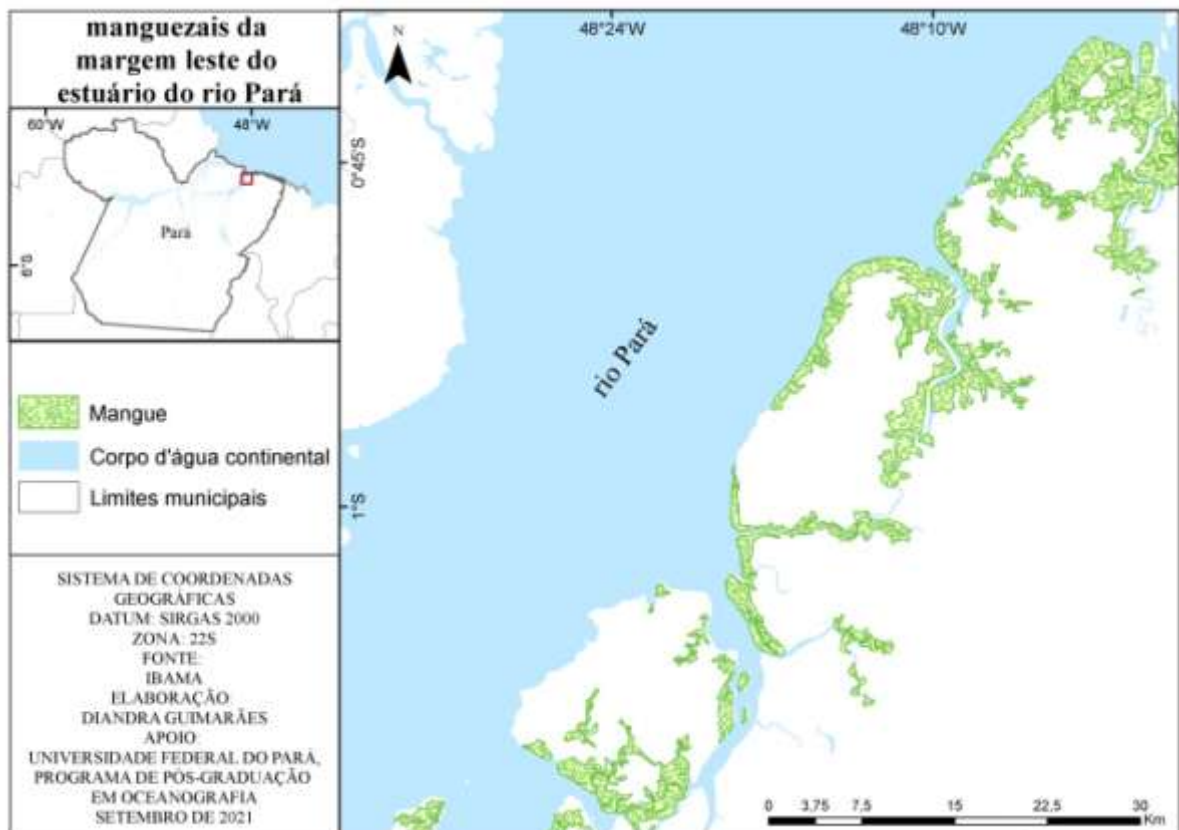 manguezais da
margem leste do
estuário do rio Pará
60°W
48°W
6°S
Pará
Mangue
Corpo d'água continental
Limites municipais
SISTEMA DE COORDENADAS
GEOGRÁFICAS
DATUM: SIRGAS 2000
ZONA: 22S
FONTE:
IBAMA
ELABORAÇÃO:
DIANDRA GUIMARÃES
APOIO:
UNIVERSIDADE FEDERAL DO PARÁ,
PROGRAMA DE PÓS-GRADUAÇÃO
EM OCEANOGRAFIA
SETEMBRO DE 2021
48°24'W
48°10'W
N
0°45'S
1°S
rio Pará
0 3,75 7,5 15 22,5 30
Km